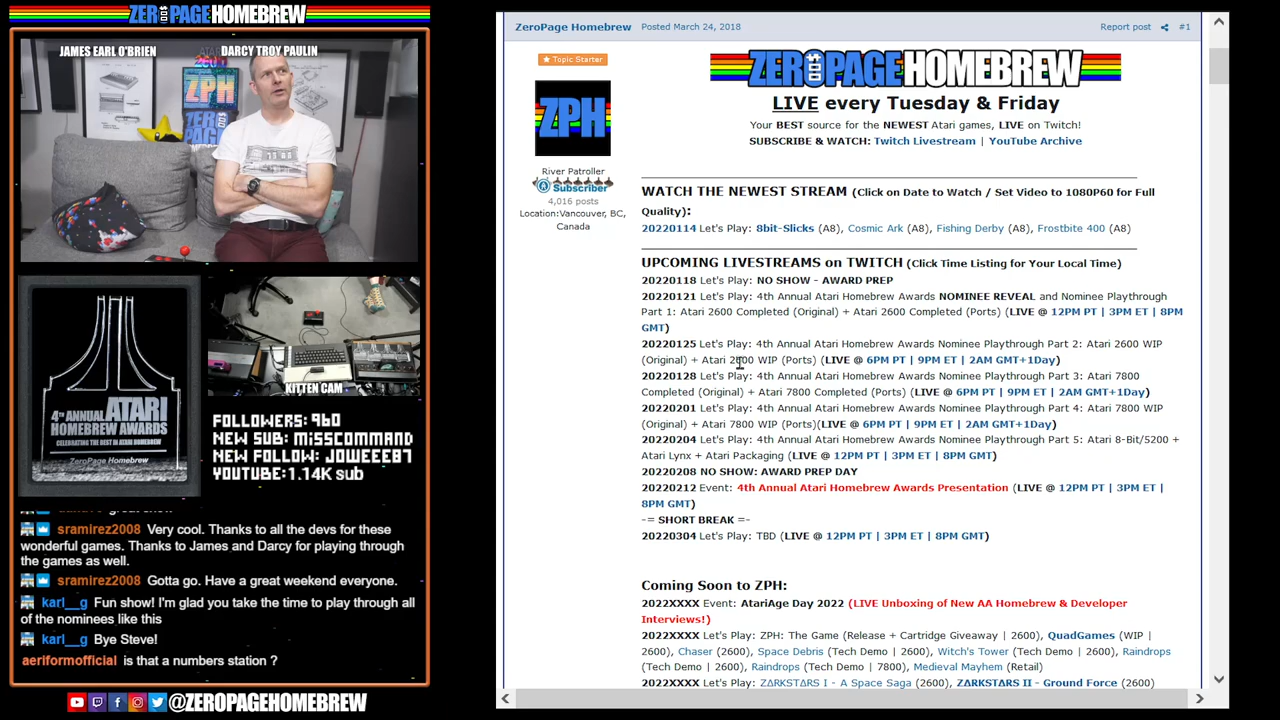 ZEROPAGE HOMEBREW
JAMES EARL O'BRIEN
DARCY TROY PAULIN
2600
ZPH
4TH ANNUAL ATARI
HOMEBREW AWARDS
CELEBRATING THE BEST IN ATARI HOMEBREW
ZeroPage Homebrew
KITTEN CAM
FOLLOWERS: 960
NEW SUB: MISSCOMMAND
NEW FOLLOW: JOWEEE87
YOUTUBE: 1.14K sub
sramirez2008 Very cool. Thanks to all the devs for these
wonderful games. Thanks to James and Darcy for playing through
the games as well.
sramirez2008 Gotta go. Have a great weekend everyone.
karl__g Fun show! I'm glad you take the time to play through all
of the nominees like this
karl__g Bye Steve!
aeriformofficial is that a numbers station ?
@ZEROPAGEHOMEBREW
ZeroPage Homebrew Posted March 24, 2018 Report post #1
Topic Starter
ZPH
River Patroller
Subscriber
4,016 posts
Location:Vancouver, BC,
Canada
ZEROPAGEHOMEBREW
LIVE every Tuesday & Friday
Your BEST source for the NEWEST Atari games, LIVE on Twitch!
SUBSCRIBE & WATCH: Twitch Livestream | YouTube Archive
WATCH THE NEWEST STREAM (Click on Date to Watch / Set Video to 1080P60 for Full
Quality):
20220114 Let's Play: 8bit-Slicks (A8), Cosmic Ark (A8), Fishing Derby (A8), Frostbite 400 (A8)
UPCOMING LIVESTREAMS on TWITCH (Click Time Listing for Your Local Time)
20220118 Let's Play: NO SHOW - AWARD PREP
20220121 Let's Play: 4th Annual Atari Homebrew Awards NOMINEE REVEAL and Nominee Playthrough
Part 1: Atari 2600 Completed (Original) + Atari 2600 Completed (Ports) (LIVE @ 12PM PT | 3PM ET | 8PM
GMT)
20220125 Let's Play: 4th Annual Atari Homebrew Awards Nominee Playthrough Part 2: Atari 2600 WIP
(Original) + Atari 2600 WIP (Ports) (LIVE @ 6PM PT | 9PM ET | 2AM GMT+1Day)
20220128 Let's Play: 4th Annual Atari Homebrew Awards Nominee Playthrough Part 3: Atari 7800
Completed (Original) + Atari 7800 Completed (Ports) (LIVE @ 6PM PT | 9PM ET | 2AM GMT+1Day)
20220201 Let's Play: 4th Annual Atari Homebrew Awards Nominee Playthrough Part 4: Atari 7800 WIP
(Original) + Atari 7800 WIP (Ports)(LIVE @ 6PM PT | 9PM ET | 2AM GMT+1Day)
20220204 Let's Play: 4th Annual Atari Homebrew Awards Nominee Playthrough Part 5: Atari 8-Bit/5200 +
Atari Lynx + Atari Packaging (LIVE @ 12PM PT | 3PM ET | 8PM GMT)
20220208 NO SHOW: AWARD PREP DAY
20220212 Event: 4th Annual Atari Homebrew Awards Presentation (LIVE @ 12PM PT | 3PM ET |
8PM GMT)
-= SHORT BREAK =-
20220304 Let's Play: TBD (LIVE @ 12PM PT | 3PM ET | 8PM GMT)
Coming Soon to ZPH:
2022XXXX Event: AtariAge Day 2022 (LIVE Unboxing of New AA Homebrew & Developer
Interviews!)
2022XXXX Let's Play: ZPH: The Game (Release + Cartridge Giveaway | 2600), QuadGames (WIP |
2600), Chaser (2600), Space Debris (Tech Demo | 2600), Witch's Tower (Tech Demo | 2600), Raindrops
(Tech Demo | 2600), Raindrops (Tech Demo | 7800), Medieval Mayhem (Retail)
2022XXXX Let's Play: ZΔRKSTΔRS I - A Space Saga (2600), ZΔRKSTΔRS II - Ground Force (2600)